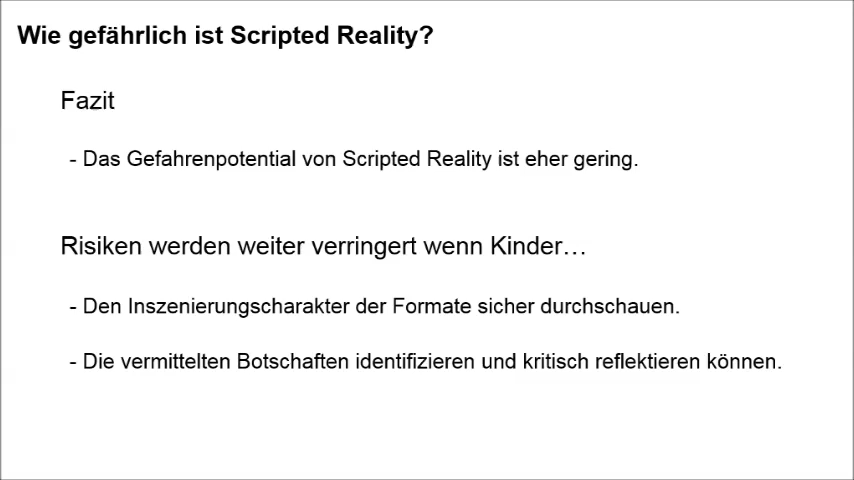 Wie gefährlich ist Scripted Reality?
Fazit
- Das Gefahrenpotential von Scripted Reality ist eher gering.
Risiken werden weiter verringert wenn Kinder…
- Den Inszenierungscharakter der Formate sicher durchschauen.
- Die vermittelten Botschaften identifizieren und kritisch reflektieren können.